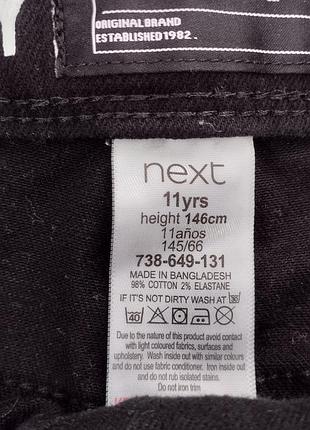 ORIGINAL BRAND
ESTABLISHED 1982.
next
11yrs
height 146cm
11años
145/66
738-649-131
MADE IN BANGLADESH
98% COTTON 2% ELASTANE
IF IT'S NOT DIRTY WASH AT 30
40
Due to the nature of this product avoid contact
with light coloured fabrics, surfaces and
upholstery. Wash inside out with similar colours
and do not use fabric conditioner. Iron inside out
and do not rub isolated stains.
Do not iron trim